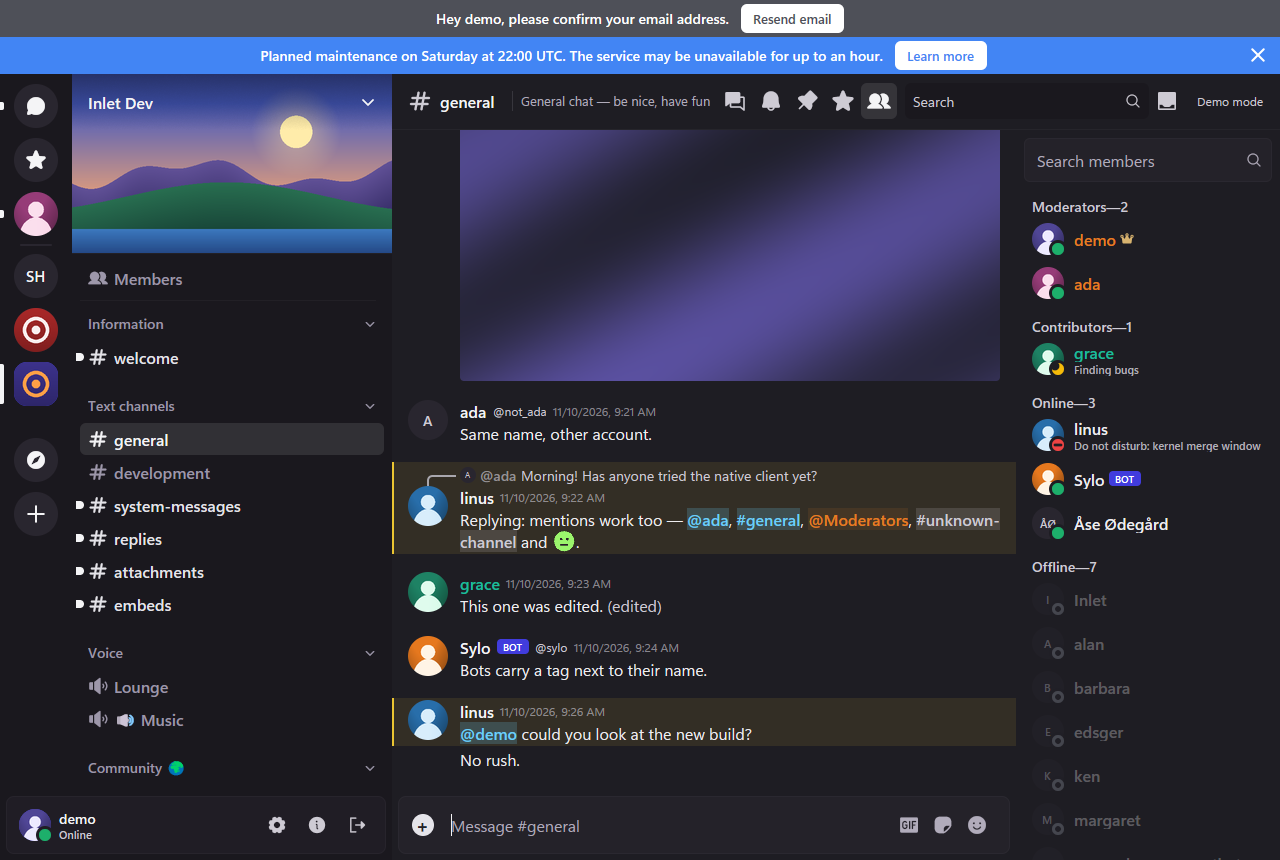 Hey demo, please confirm your email address. Resend email
Planned maintenance on Saturday at 22:00 UTC. The service may be unavailable for up to an hour. Learn more
SH
Inlet Dev
Members
Information
welcome
Text channels
general
development
system-messages
replies
attachments
embeds
Voice
Lounge
Music
Community
demo
Online
general
General chat — be nice, have fun
Search
Demo mode
A
ada @not_ada 11/10/2026, 9:21 AM
Same name, other account.
A @ada Morning! Has anyone tried the native client yet?
linus 11/10/2026, 9:22 AM
Replying: mentions work too — @ada, #general, @Moderators, #unknown-
channel and .
grace 11/10/2026, 9:23 AM
This one was edited. (edited)
Sylo BOT @sylo 11/10/2026, 9:24 AM
Bots carry a tag next to their name.
linus 11/10/2026, 9:26 AM
@demo could you look at the new build?
No rush.
Message #general
GIF
Search members
Moderators—2
demo
ada
Contributors—1
grace
Finding bugs
Online—3
linus
Do not disturb: kernel merge window
Sylo BOT
Åse Ødegård
Offline—7
I Inlet
A alan
B barbara
E edsger
K ken
M margaret